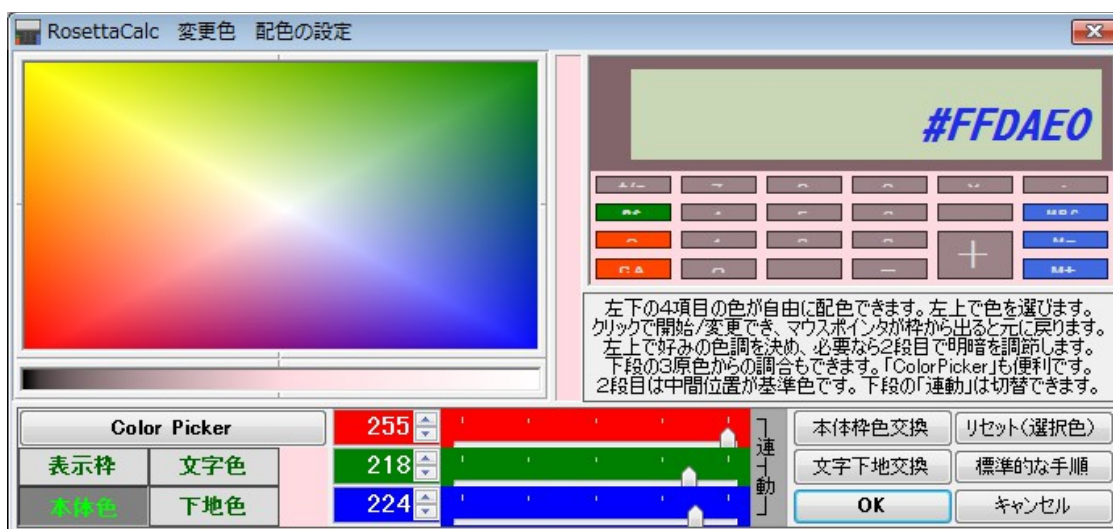 RosettaCalc 変更色 配色の設定
#FFDAE0
左下の4項目の色が自由に配色できます。左上で色を選びます。
クリックで開始/変更でき、マウスポインタが枠から出ると元に戻ります。
左上で好みの色調を決め、必要なら2段目で明暗を調節します。
下段の3原色からの調合もできます。「ColorPicker」も便利です。
2段目は中間位置が基準色です。下段の「連動」は切替できます。
Color Picker
表示枠 文字色
本体色 下地色
255
218
224
連動
本体枠色交換 リセット(選択色)
文字下地交換 標準的な手順
OK キャンセル